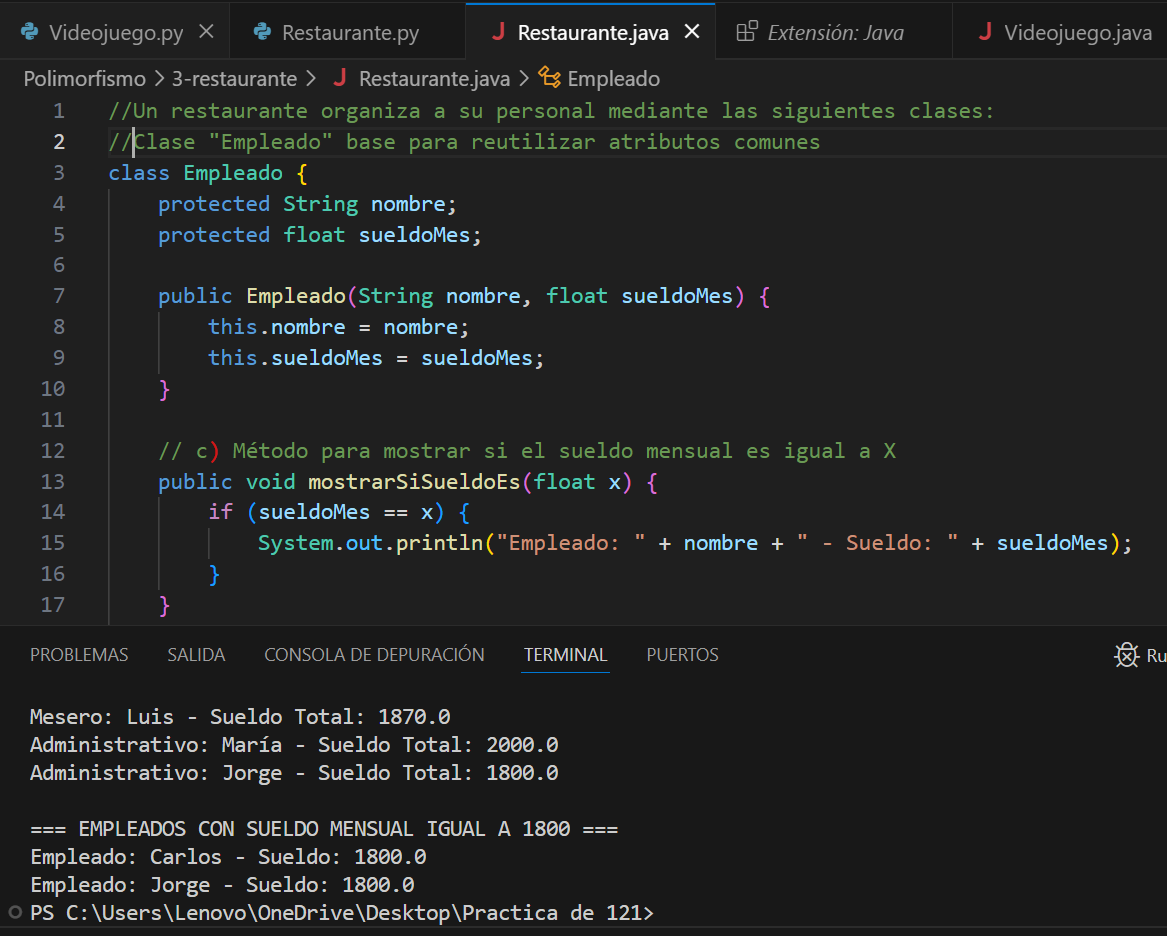 Videojuego.py
Restaurante.py
J Restaurante.java
Extensión: Java
J Videojuego.java
Polimorfismo > 3-restaurante > J Restaurante.java > Empleado
1 //Un restaurante organiza a su personal mediante las siguientes clases:
2 //Clase "Empleado" base para reutilizar atributos comunes
3 class Empleado {
4 protected String nombre;
5 protected float sueldoMes;
6
7 public Empleado(String nombre, float sueldoMes) {
8 this.nombre = nombre;
9 this.sueldoMes = sueldoMes;
10 }
11
12 // c) Método para mostrar si el sueldo mensual es igual a X
13 public void mostrarSiSueldoEs(float x) {
14 if (sueldoMes == x) {
15 System.out.println("Empleado: " + nombre + " - Sueldo: " + sueldoMes);
16 }
17 }
PROBLEMAS SALIDA CONSOLA DE DEPURACIÓN TERMINAL PUERTOS Ru
Mesero: Luis - Sueldo Total: 1870.0
Administrativo: María - Sueldo Total: 2000.0
Administrativo: Jorge - Sueldo Total: 1800.0
=== EMPLEADOS CON SUELDO MENSUAL IGUAL A 1800 ===
Empleado: Carlos - Sueldo: 1800.0
Empleado: Jorge - Sueldo: 1800.0
PS C:\Users\Lenovo\OneDrive\Desktop\Practica de 121>